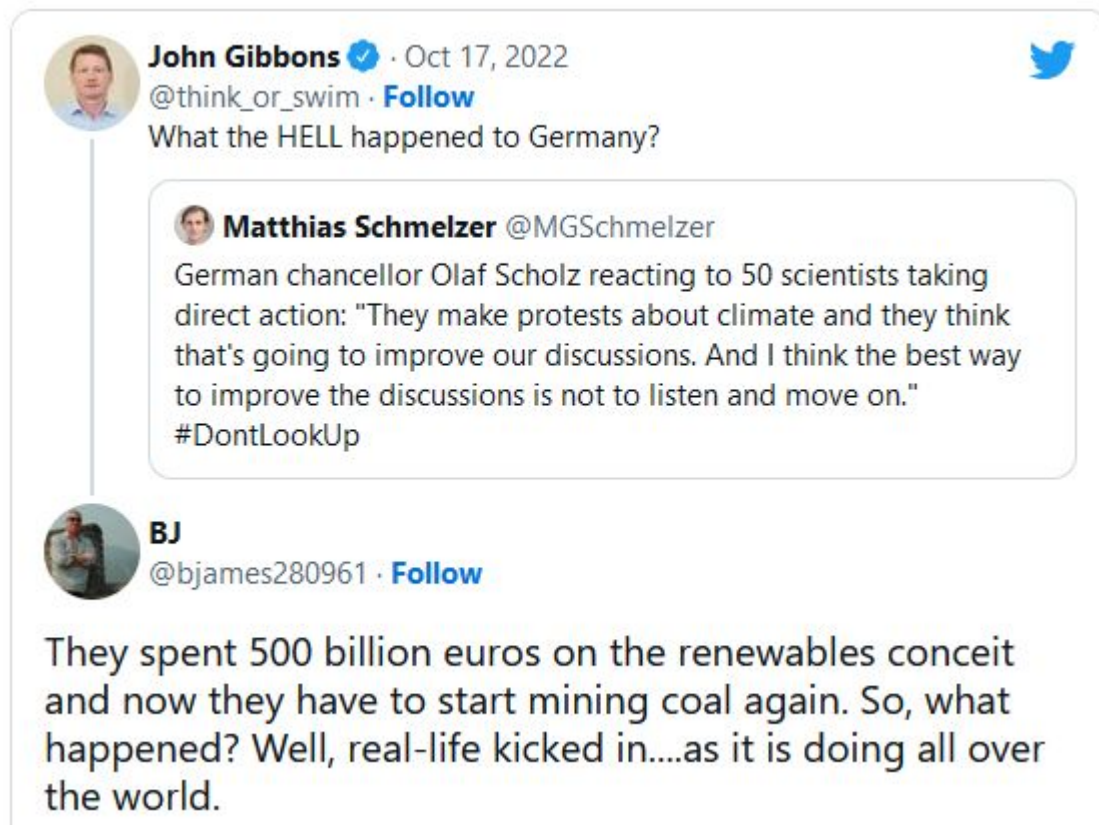 John Gibbons · Oct 17, 2022
@think_or_swim · Follow
What the HELL happened to Germany?
Matthias Schmelzer @MGSchmelzer
German chancellor Olaf Scholz reacting to 50 scientists taking
direct action: "They make protests about climate and they think
that's going to improve our discussions. And I think the best way
to improve the discussions is not to listen and move on."
#DontLookUp
BJ
@bjames280961 · Follow
They spent 500 billion euros on the renewables conceit
and now they have to start mining coal again. So, what
happened? Well, real-life kicked in....as it is doing all over
the world.